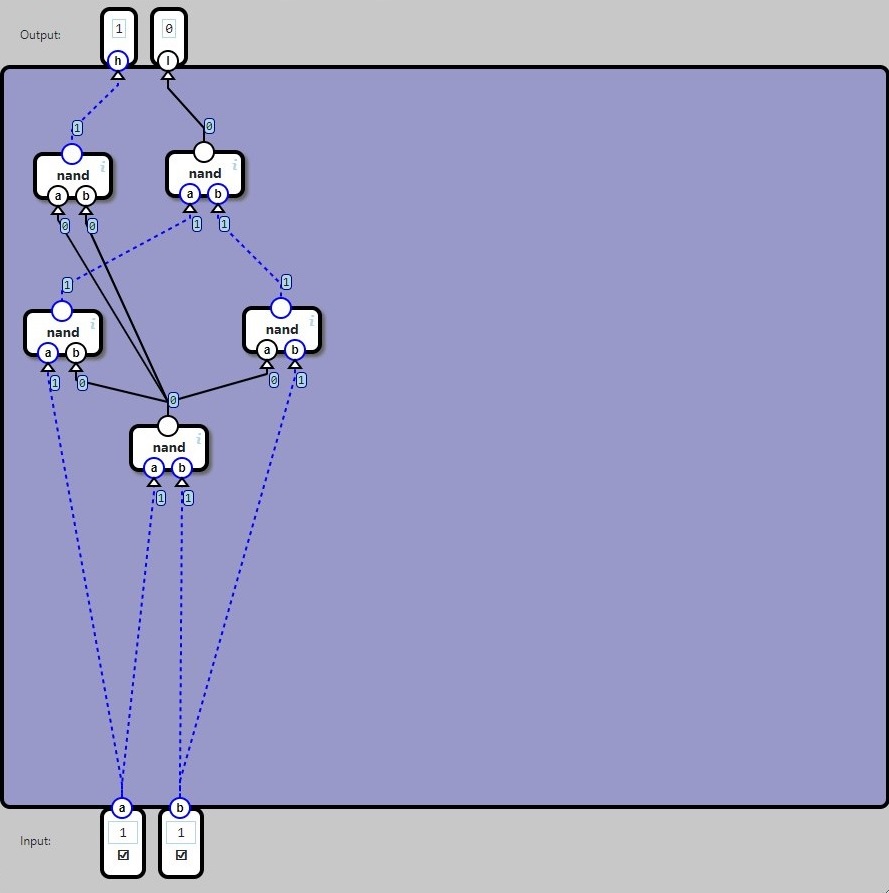 Output:
1 0
h l
1 0
nand i nand i
a b a b
0 0 1 1
1 1
nand i nand i
a b a b
1 0 0 1
0
nand i
a b
1 1
a b
Input:
1 1